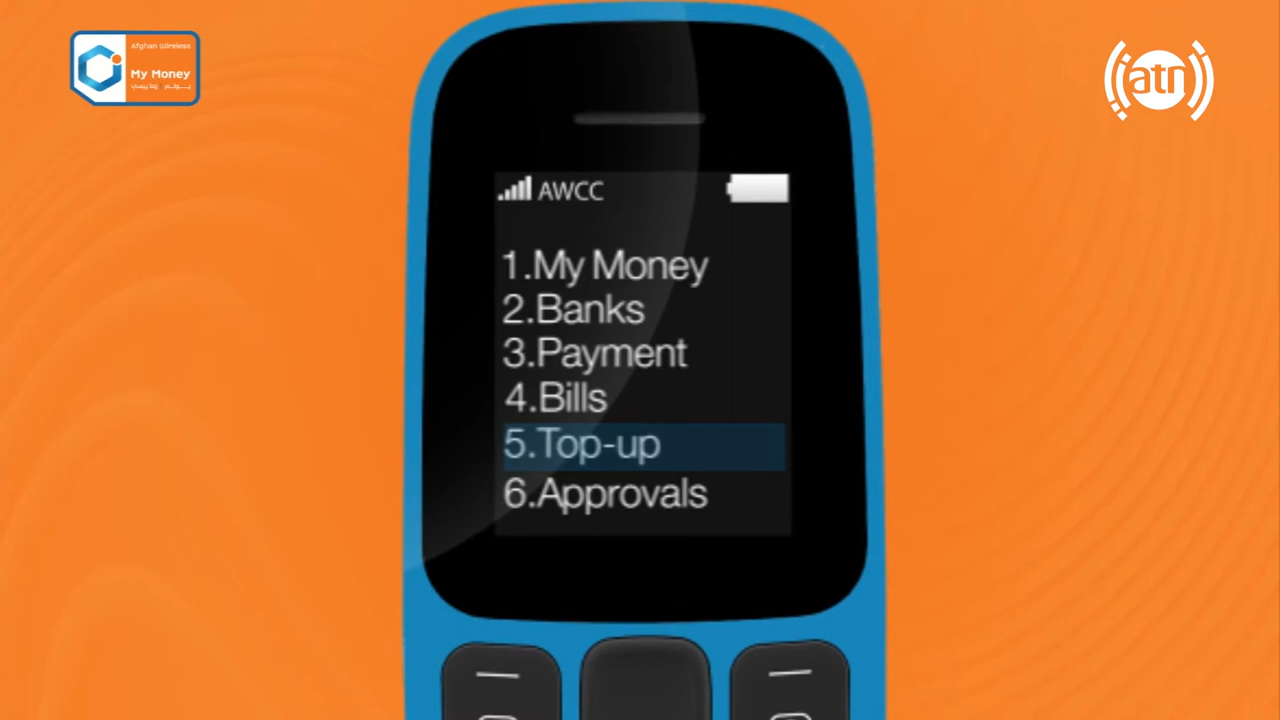 Afghan Wireless
My Money
atn
AWCC
1.My Money
2.Banks
3.Payment
4.Bills
5.Top-up
6.Approvals